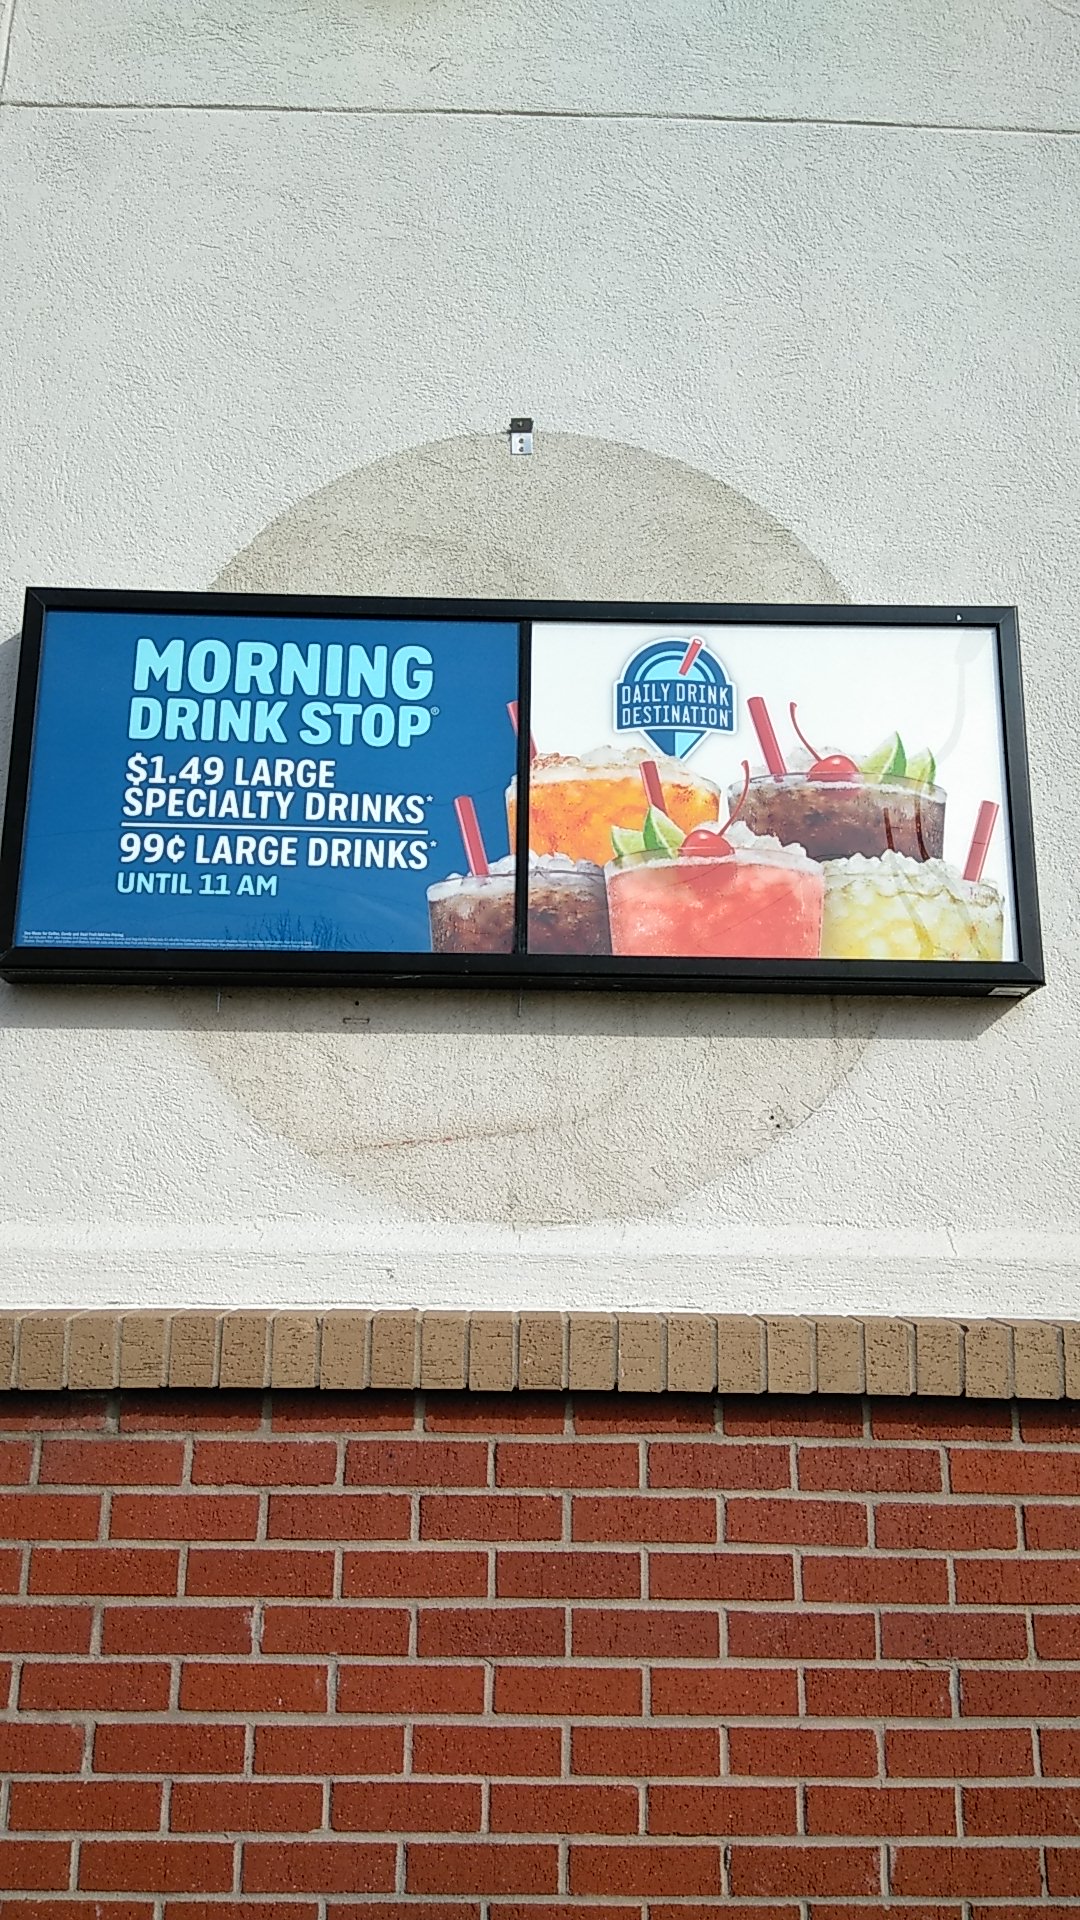 MORNING
DRINK STOP®
$1.49 LARGE
SPECIALTY DRINKS*
99¢ LARGE DRINKS*
UNTIL 11 AM
DAILY DRINK
DESTINATION